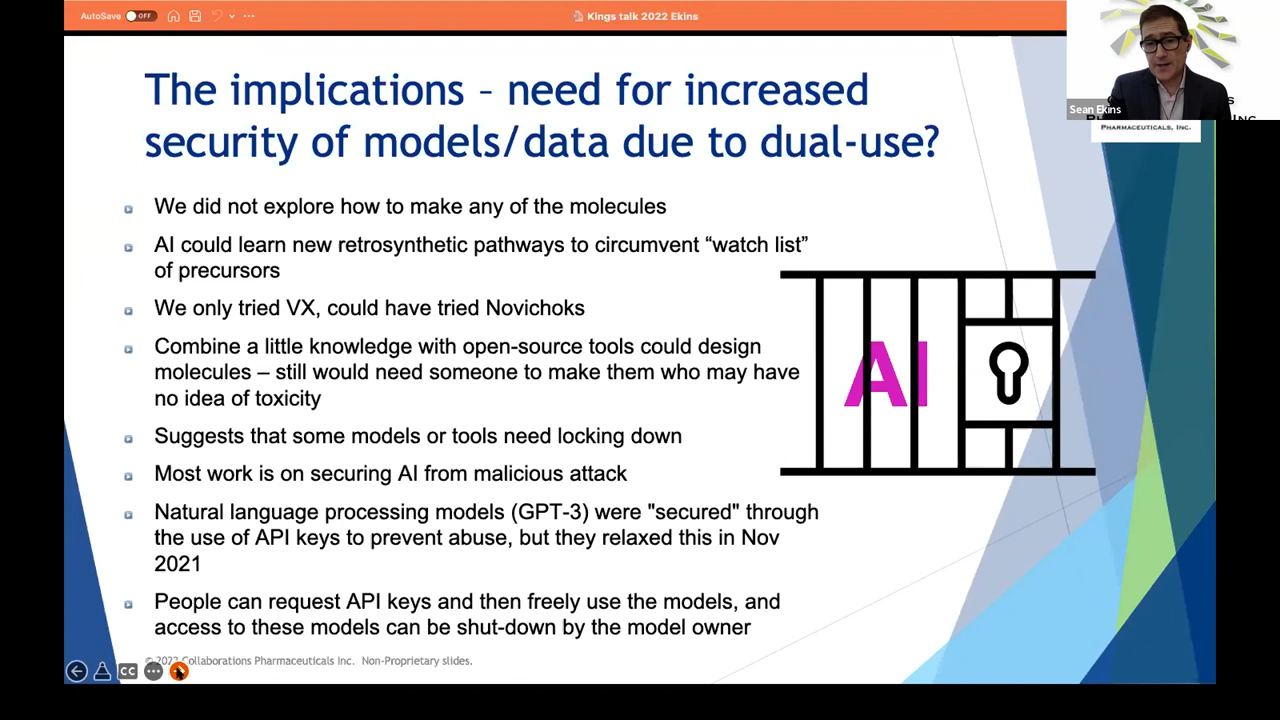 AutoSave OFF
Kings talk 2022 Ekins
Sean Ekins
PHARMACEUTICALS, INC.
The implications – need for increased
security of models/data due to dual-use?
We did not explore how to make any of the molecules
AI could learn new retrosynthetic pathways to circumvent “watch list”
of precursors
We only tried VX, could have tried Novichoks
Combine a little knowledge with open-source tools could design
molecules – still would need someone to make them who may have
no idea of toxicity
Suggests that some models or tools need locking down
Most work is on securing AI from malicious attack
Natural language processing models (GPT-3) were "secured" through
the use of API keys to prevent abuse, but they relaxed this in Nov
2021
People can request API keys and then freely use the models, and
access to these models can be shut-down by the model owner
AI
© 2022 Collaborations Pharmaceuticals Inc. Non-Proprietary slides.
CC